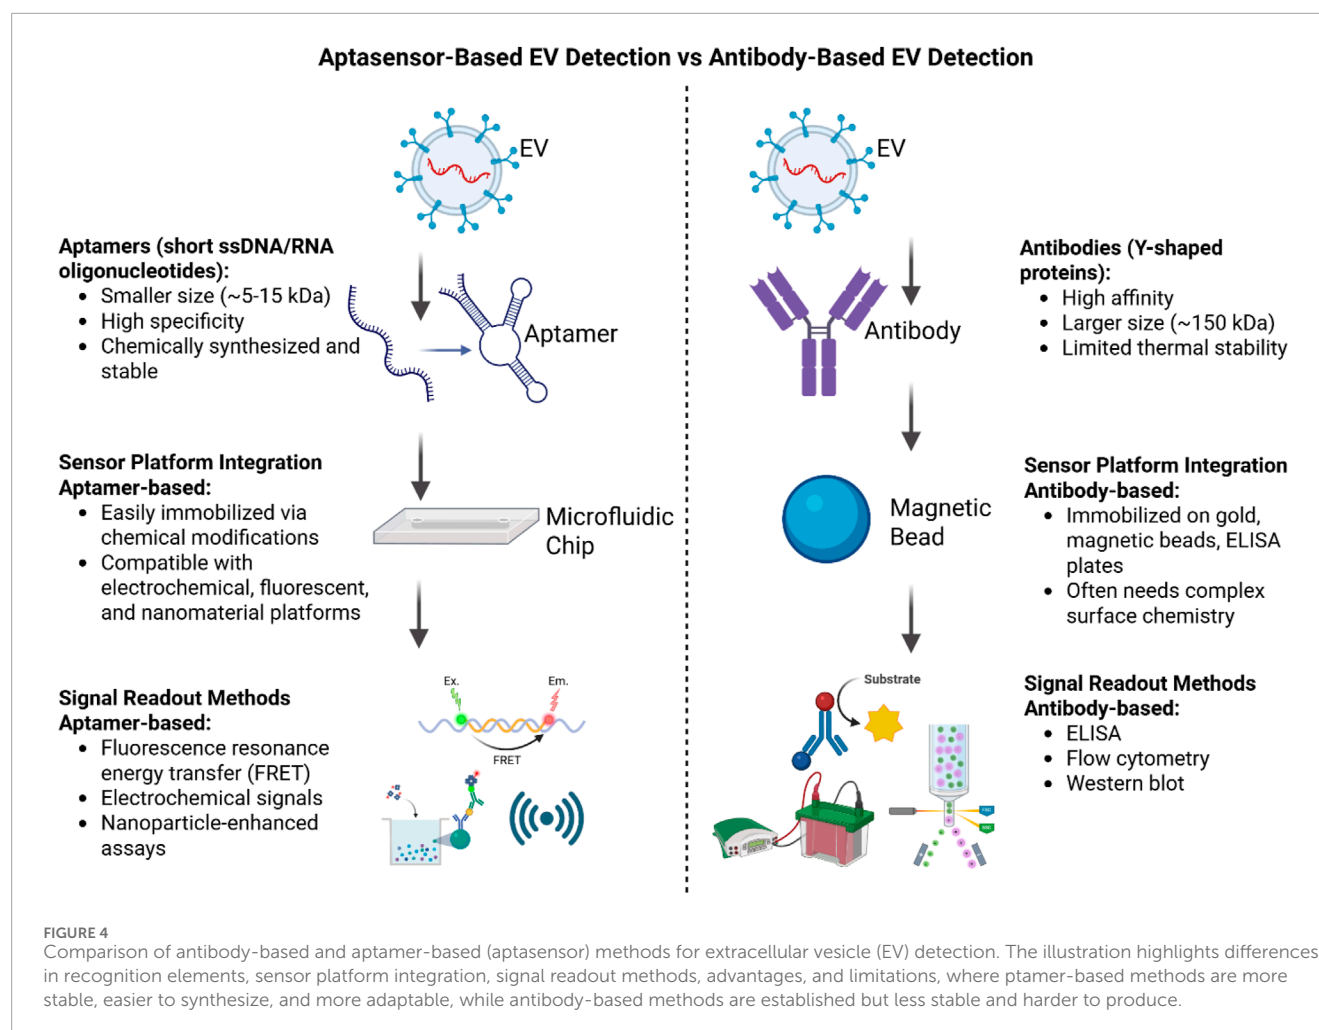 Aptasensor-Based EV Detection vs Antibody-Based EV Detection
EV
Aptamers (short ssDNA/RNA
oligonucleotides):
• Smaller size (~5-15 kDa)
• High specificity
• Chemically synthesized and
stable
Aptamer
Sensor Platform Integration
Aptamer-based:
• Easily immobilized via
chemical modifications
• Compatible with
electrochemical, fluorescent,
and nanomaterial platforms
Microfluidic
Chip
Signal Readout Methods
Aptamer-based:
• Fluorescence resonance
energy transfer (FRET)
• Electrochemical signals
• Nanoparticle-enhanced
assays
Ex.
Em.
FRET
EV
Antibody
Antibodies (Y-shaped
proteins):
• High affinity
• Larger size (~150 kDa)
• Limited thermal stability
Magnetic
Bead
Sensor Platform Integration
Antibody-based:
• Immobilized on gold,
magnetic beads, ELISA
plates
• Often needs complex
surface chemistry
Substrate
Signal Readout Methods
Antibody-based:
• ELISA
• Flow cytometry
• Western blot
FIGURE 4
Comparison of antibody-based and aptamer-based (aptasensor) methods for extracellular vesicle (EV) detection. The illustration highlights differences
in recognition elements, sensor platform integration, signal readout methods, advantages, and limitations, where ptamer-based methods are more
stable, easier to synthesize, and more adaptable, while antibody-based methods are established but less stable and harder to produce.